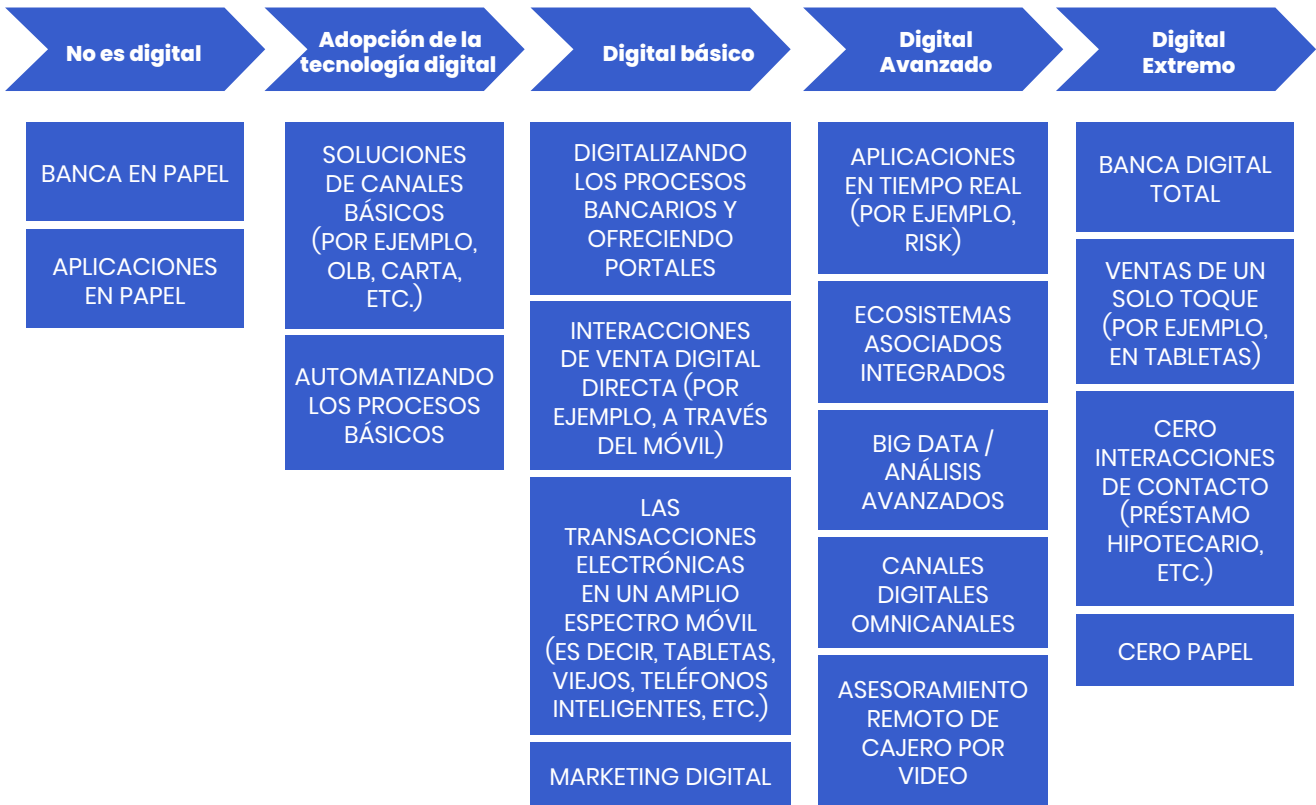 No es digital
Adopción de la
tecnología digital
Digital básico
Digital
Avanzado
Digital
Extremo
BANCA EN PAPEL
APLICACIONES
EN PAPEL
SOLUCIONES
DE CANALES
BÁSICOS
(POR EJEMPLO,
OLB, CARTA,
ETC.)
AUTOMATIZANDO
LOS PROCESOS
BÁSICOS
DIGITALIZANDO
LOS PROCESOS
BANCARIOS Y
OFRECIENDO
PORTALES
INTERACCIONES
DE VENTA DIGITAL
DIRECTA (POR
EJEMPLO, A TRAVÉS
DEL MÓVIL)
LAS
TRANSACCIONES
ELECTRÓNICAS
EN UN AMPLIO
ESPECTRO MÓVIL
(ES DECIR, TABLETAS,
VIEJOS, TELÉFONOS
INTELIGENTES, ETC.)
MARKETING DIGITAL
APLICACIONES
EN TIEMPO REAL
(POR EJEMPLO,
RISK)
ECOSISTEMAS
ASOCIADOS
INTEGRADOS
BIG DATA /
ANÁLISIS
AVANZADOS
CANALES
DIGITALES
OMNICANALES
ASESORAMIENTO
REMOTO DE
CAJERO POR
VIDEO
BANCA DIGITAL
TOTAL
VENTAS DE UN
SOLO TOQUE
(POR EJEMPLO,
EN TABLETAS)
CERO
INTERACCIONES
DE CONTACTO
(PRÉSTAMO
HIPOTECARIO,
ETC.)
CERO PAPEL